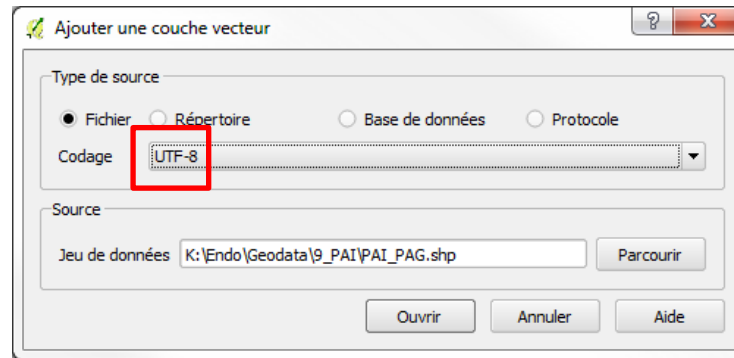 Ajouter une couche vecteur
Type de source
Fichier Répertoire Base de données Protocole
Codage UTF-8
Source
Jeu de données K:\Endo\Geodata\9_PAI\PAI_PAG.shp Parcourir
Ouvrir Annuler Aide